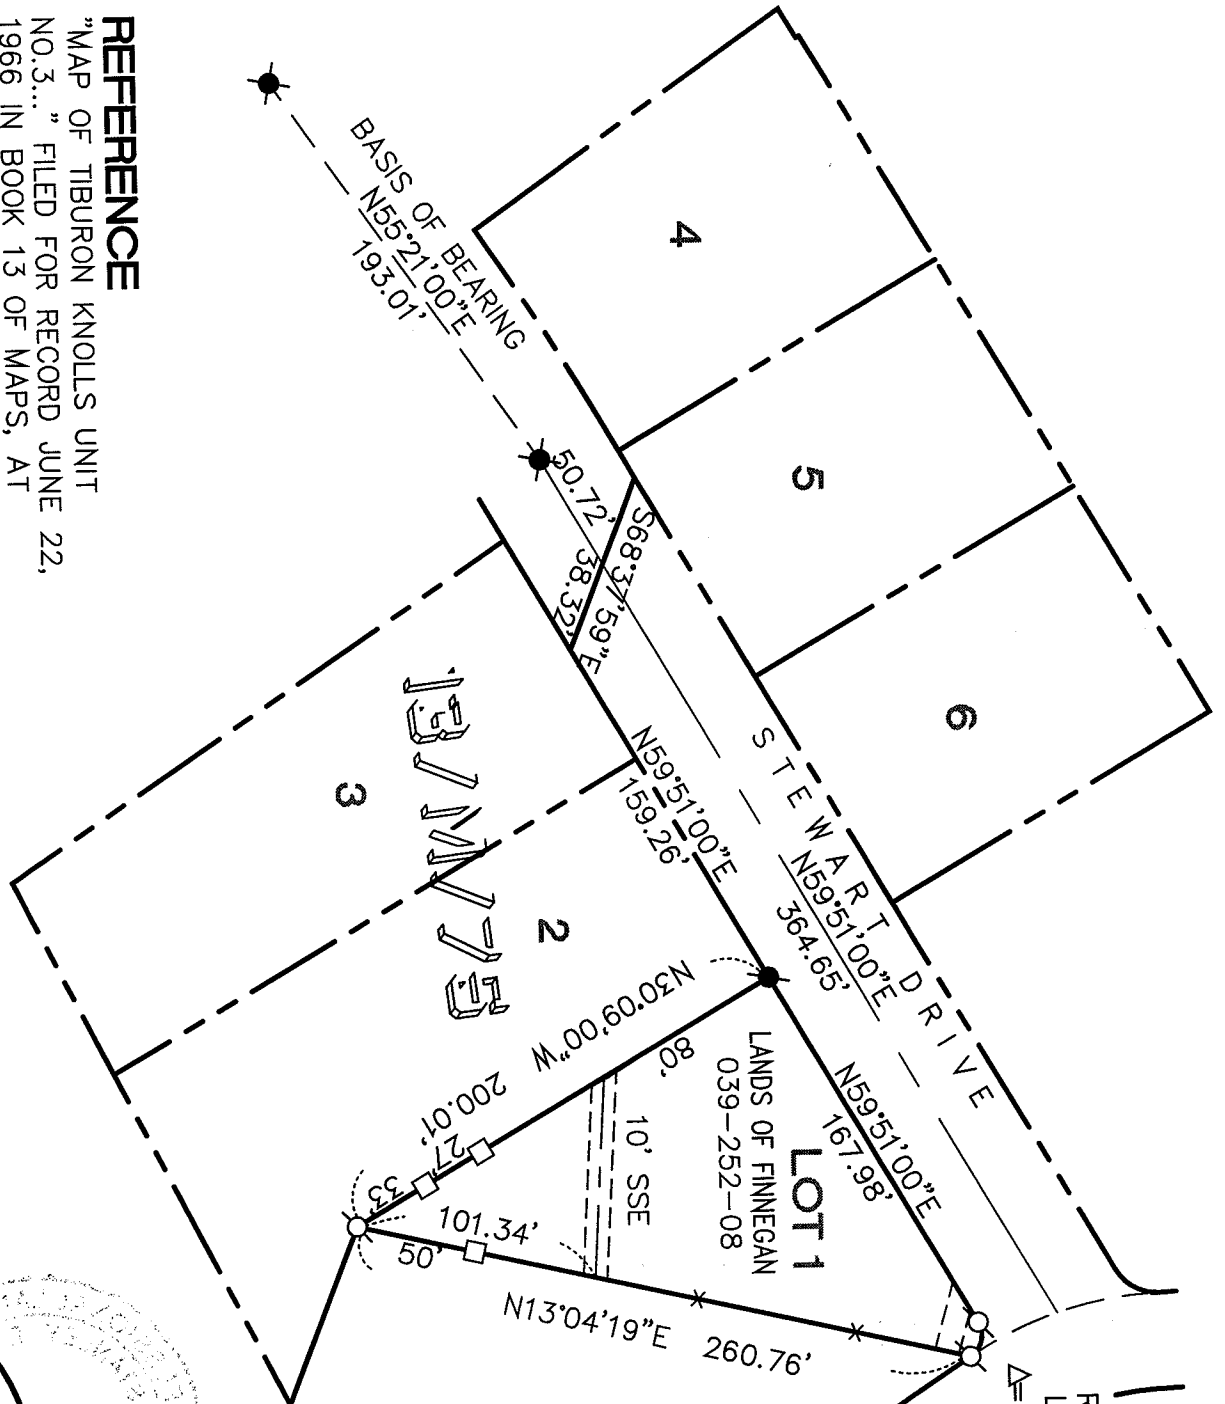 REFERENCE
"MAP OF TIBURON KNOLLS UNIT
NO.3..." FILED FOR RECORD JUNE 22,
1966 IN BOOK 13 OF MAPS, AT
BASIS OF BEARING
N55°21'00"E
193.01'
4
5
6
50.72'
S68°37'59"E
38.32'
STEWART DRIVE
N59°51'00"E
364.65'
N59°51'00"E
159.26'
N59°51'00"E
167.98'
3
2
13/M/75
LOT 1
LANDS OF FINNEGAN
039-252-08
10' SSE
N30°09'00"W
200.01'
80'
27'
33'
101.34'
50'
N13°04'19"E 260.76'
R
L